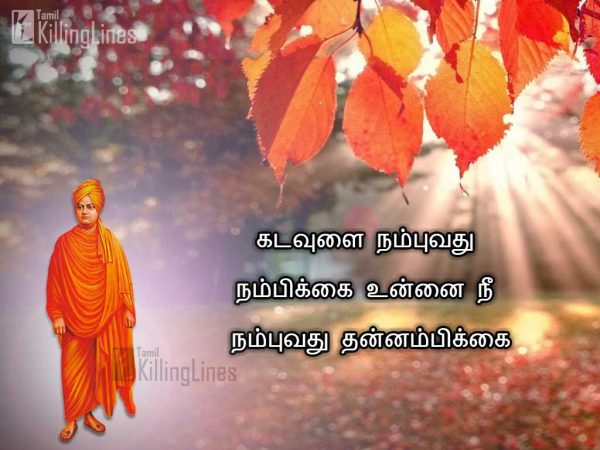 Tamil
KillingLines
கடவுளை நம்புவது
நம்பிக்கை உன்னை நீ
நம்புவது தன்னம்பிக்கை
Tamil
KillingLines